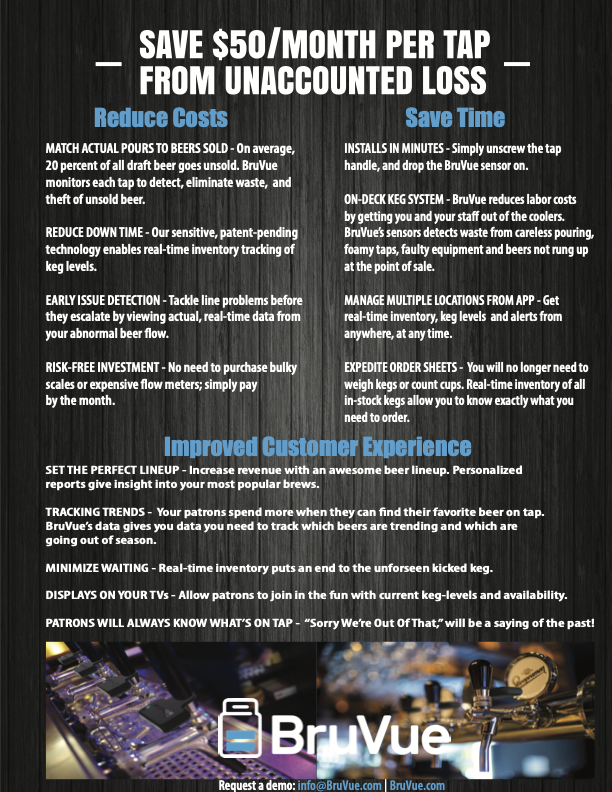 SAVE $50/MONTH PER TAP
FROM UNACCOUNTED LOSS
Reduce Costs
MATCH ACTUAL POURS TO BEERS SOLD - On average,
20 percent of all draft beer goes unsold. BruVue
monitors each tap to detect, eliminate waste, and
theft of unsold beer.
REDUCE DOWN TIME - Our sensitive, patent-pending
technology enables real-time inventory tracking of
keg levels.
EARLY ISSUE DETECTION - Tackle line problems before
they escalate by viewing actual, real-time data from
your abnormal beer flow.
RISK-FREE INVESTMENT - No need to purchase bulky
scales or expensive flow meters; simply pay
by the month.
Save Time
INSTALLS IN MINUTES - Simply unscrew the tap
handle, and drop the BruVue sensor on.
ON-DECK KEG SYSTEM - BruVue reduces labor costs
by getting you and your staff out of the coolers.
BruVue's sensors detects waste from careless pouring,
foamy taps, faulty equipment and beers not rung up
at the point of sale.
MANAGE MULTIPLE LOCATIONS FROM APP - Get
real-time inventory, keg levels and alerts from
anywhere, at any time.
EXPEDITE ORDER SHEETS - You will no longer need to
weigh kegs or count cups. Real-time inventory of all
in-stock kegs allow you to know exactly what you
need to order.
Improved Customer Experience
SET THE PERFECT LINEUP - Increase revenue with an awesome beer lineup. Personalized
reports give insight into your most popular brews.
TRACKING TRENDS - Your patrons spend more when they can find their favorite beer on tap.
BruVue's data gives you data you need to track which beers are trending and which are
going out of season.
MINIMIZE WAITING - Real-time inventory puts an end to the unforseen kicked keg.
DISPLAYS ON YOUR TVs - Allow patrons to join in the fun with current keg-levels and availability.
PATRONS WILL ALWAYS KNOW WHAT'S ON TAP - "Sorry We're Out Of That," will be a saying of the past!
BruVue
Request a demo: info@BruVue.com | BruVue.com